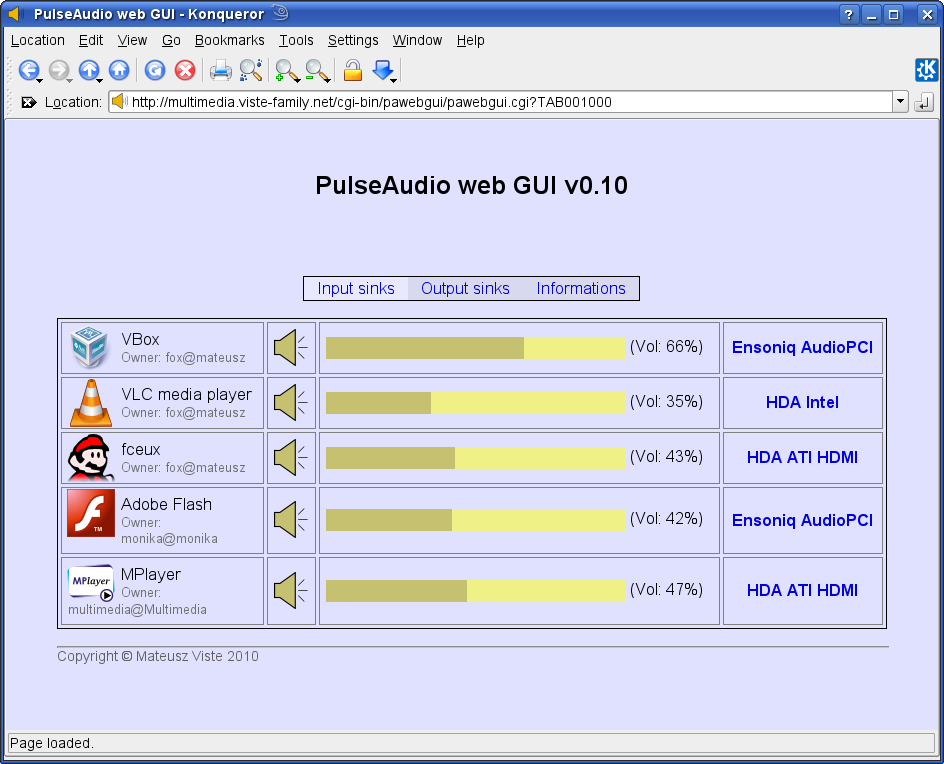 PulseAudio web GUI - Konqueror
Location Edit View Go Bookmarks Tools Settings Window Help
Location: http://multimedia.viste-family.net/cgi-bin/pawebgui/pawebgui.cgi?TAB001000
PulseAudio web GUI v0.10
Input sinks Output sinks Informations
VBox
Owner: fox@mateusz
(Vol: 66%)
Ensoniq AudioPCI
VLC media player
Owner: fox@mateusz
(Vol: 35%)
HDA Intel
fceux
Owner: fox@mateusz
(Vol: 43%)
HDA ATI HDMI
Adobe Flash
Owner:
monika@monika
TM
(Vol: 42%)
Ensoniq AudioPCI
MPlayer
MPlayer
Owner:
multimedia@Multimedia
(Vol: 47%)
HDA ATI HDMI
Copyright © Mateusz Viste 2010
Page loaded.